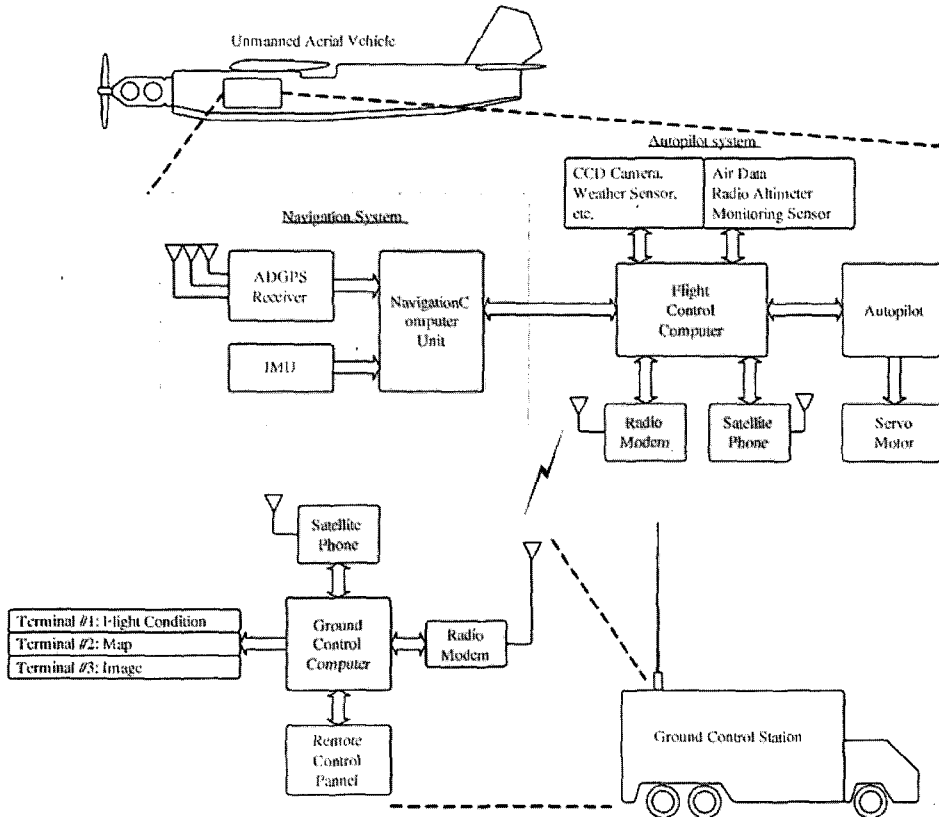 Unmanned Aerial Vehicle
Autopilot system
CCD Camera,
Weather Sensor,
etc.
Air Data
Radio Altimeter
Monitoring Sensor
Navigation System
ADGPS
Receiver
NavigationC
omputer
Unit
IMU
Flight
Control
Computer
Autopilot
Radio
Modem
Satellite
Phone
Servo
Motor
Satellite
Phone
Terminal #1: Flight Condition
Terminal #2: Map
Terminal #3: Image
Ground
Control
Computer
Radio
Modem
Remote
Control
Pannel
Ground Control Station